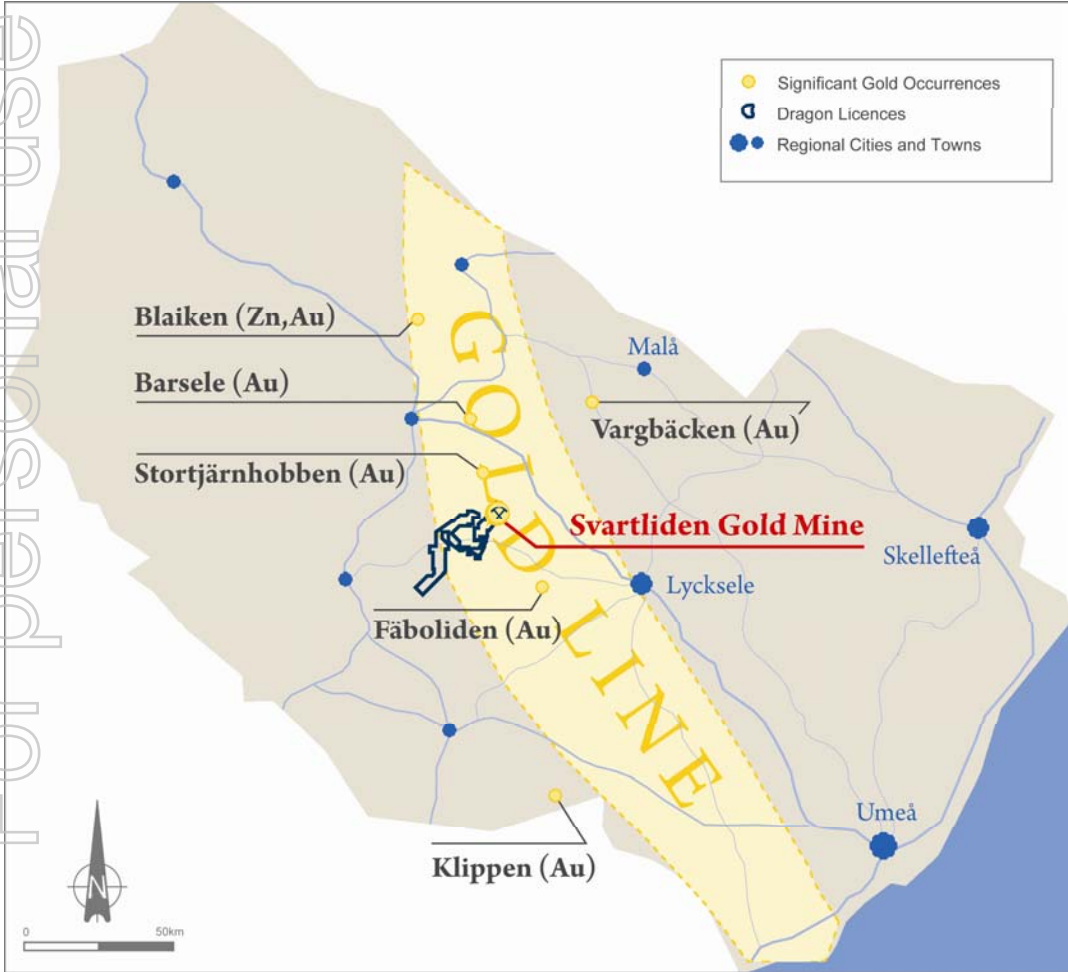 For personal use
Significant Gold Occurrences
Dragon Licences
Regional Cities and Towns
GOLD LINE
Blaiken (Zn,Au)
Malå
Barsele (Au)
Vargbäcken (Au)
Stortjärnhobben (Au)
Svartliden Gold Mine
Skellefteå
Lycksele
Fäboliden (Au)
Umeå
Klippen (Au)
N
0 50km